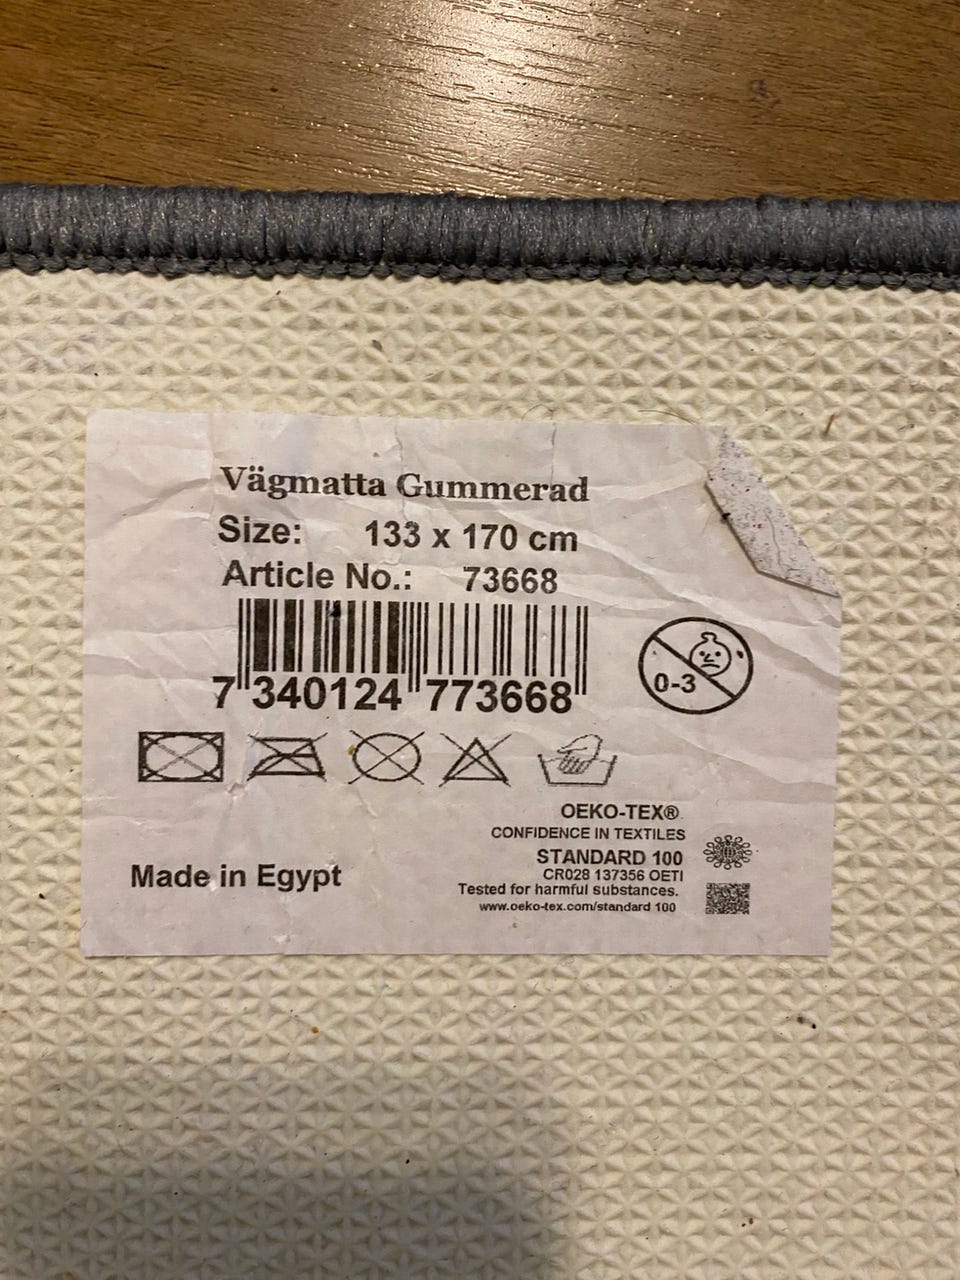 Vägmatta Gummerad
Size: 133 x 170 cm
Article No.: 73668
7 340124 773668
0-3
OEKO-TEX®
CONFIDENCE IN TEXTILES
STANDARD 100
CR028 137356 OETI
Tested for harmful substances.
www.oeko-tex.com/standard 100
Made in Egypt